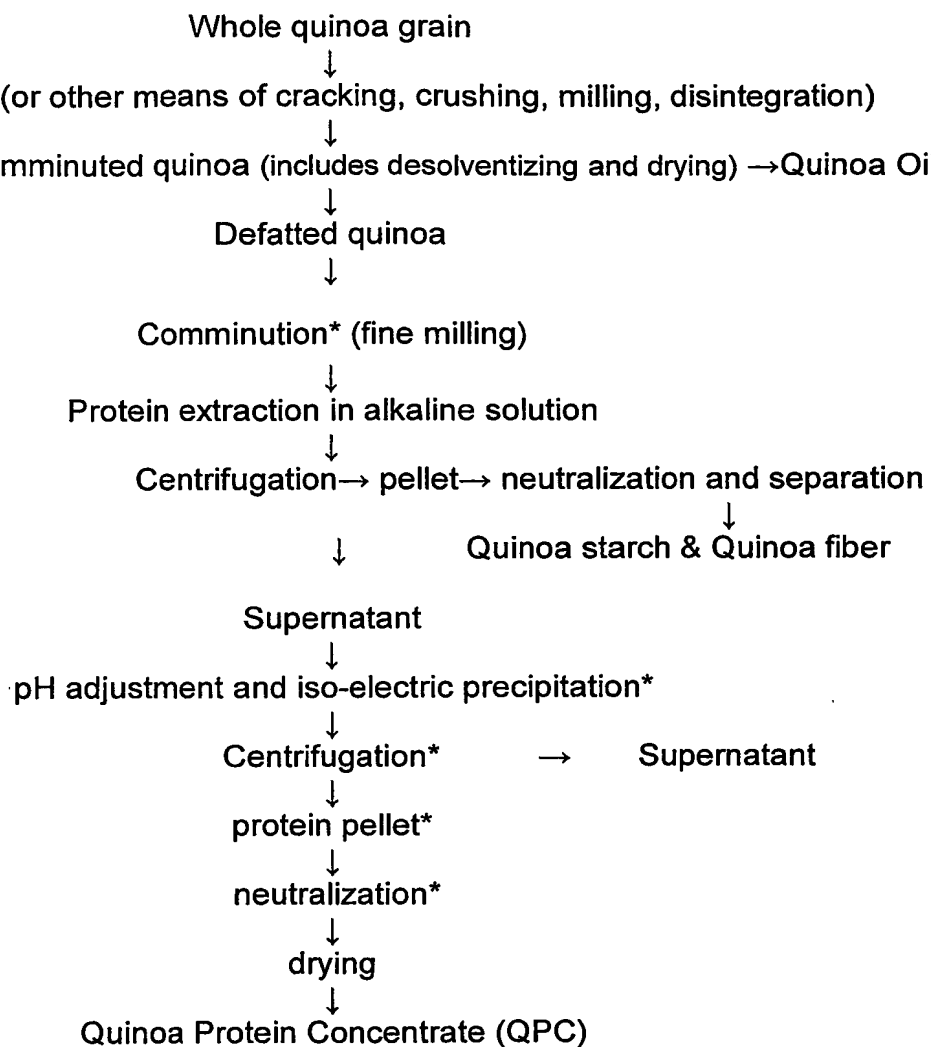 Whole quinoa grain
↓
(or other means of cracking, crushing, milling, disintegration)
↓
mminuted quinoa (includes desolventizing and drying) →Quinoa Oi
↓
Defatted quinoa
↓
Comminution* (fine milling)
↓
Protein extraction in alkaline solution
↓
Centrifugation→ pellet→ neutralization and separation
↓
↓ Quinoa starch & Quinoa fiber
Supernatant
↓
pH adjustment and iso-electric precipitation*
↓
Centrifugation* → Supernatant
↓
protein pellet*
↓
neutralization*
↓
drying
↓
Quinoa Protein Concentrate (QPC)